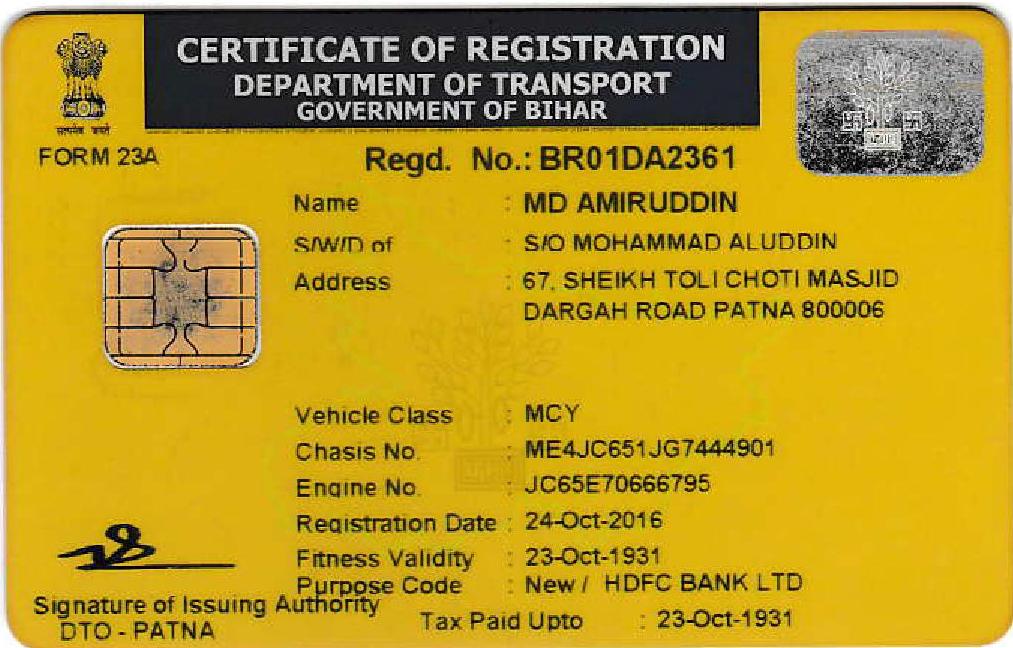 CERTIFICATE OF REGISTRATION
DEPARTMENT OF TRANSPORT
GOVERNMENT OF BIHAR
सत्यमेव जयते
FORM 23A
Regd. No.: BR01DA2361
Name : MD AMIRUDDIN
S/W/D of : S/O MOHAMMAD ALUDDIN
Address : 67, SHEIKH TOLI CHOTI MASJID
DARGAH ROAD PATNA 800006
Vehicle Class : MCY
Chasis No. : ME4JC651JG7444901
Engine No. : JC65E70666795
Registration Date : 24-Oct-2016
Fitness Validity : 23-Oct-1931
Purpose Code : New / HDFC BANK LTD
Signature of Issuing Authority
DTO - PATNA
Tax Paid Upto : 23-Oct-1931